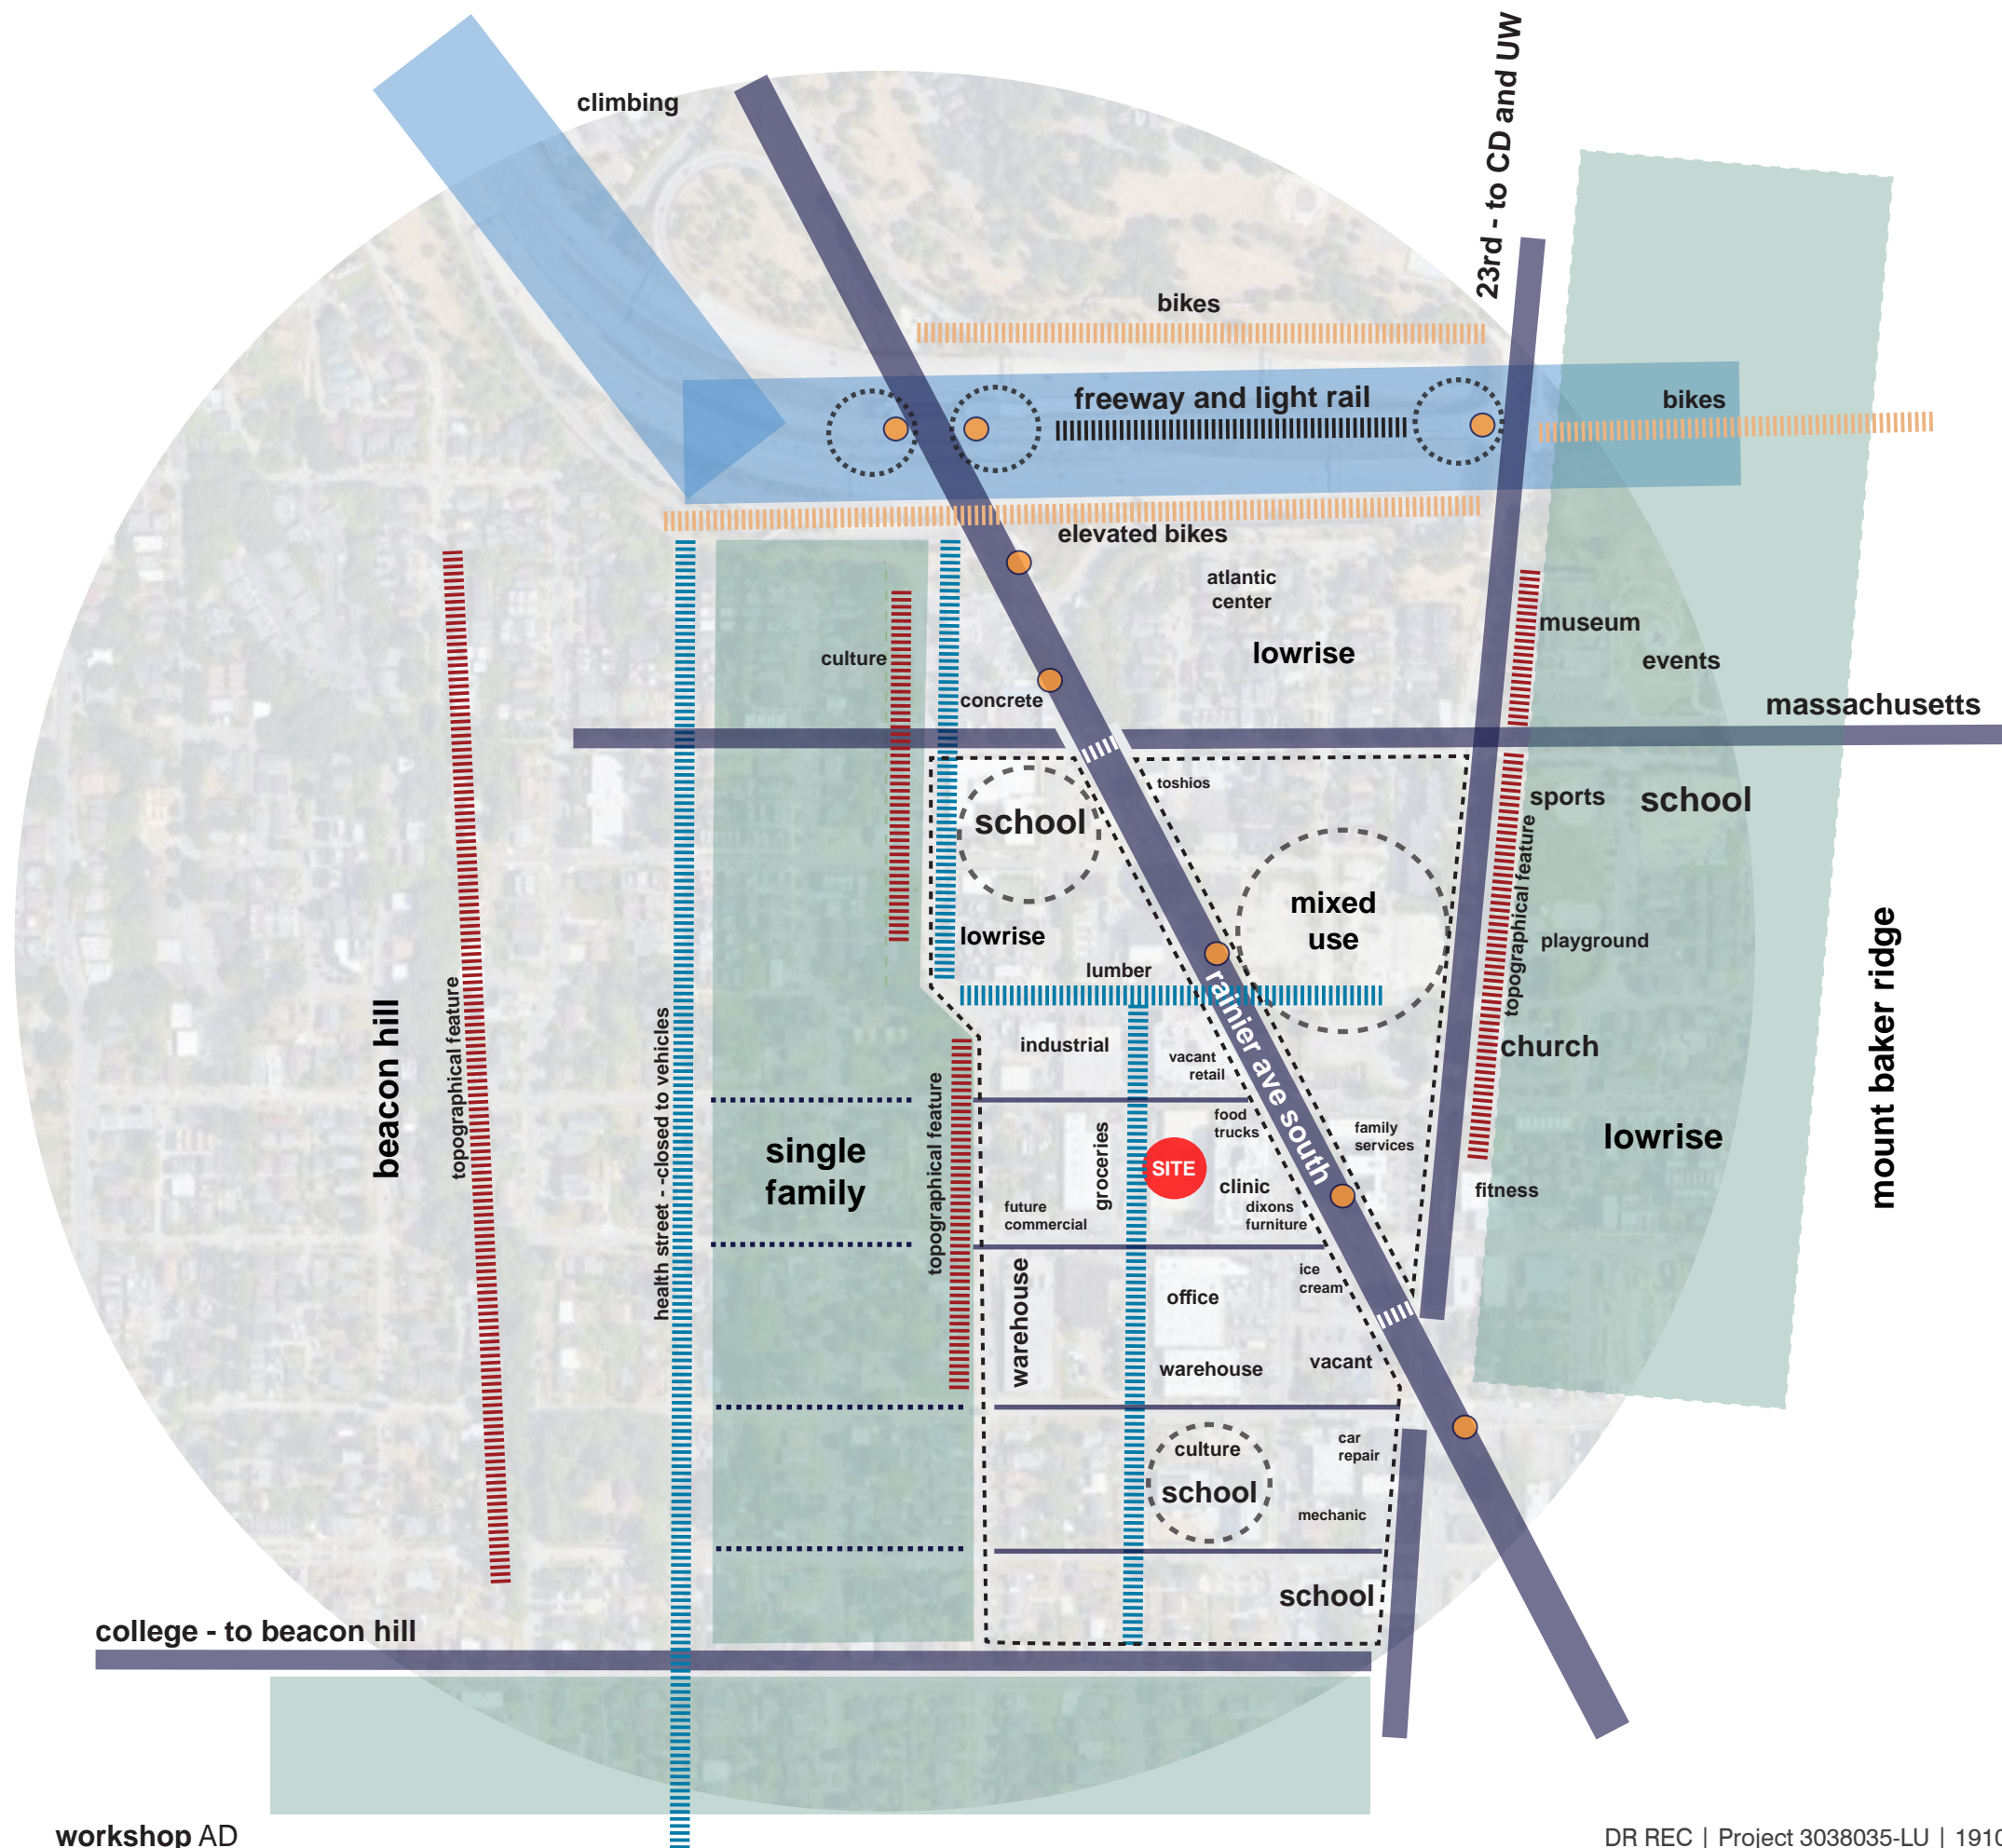 climbing
23rd - to CD and UW
bikes
freeway and light rail
bikes
elevated bikes
atlantic
center
museum
lowrise
events
culture
concrete
massachusetts
toshios
sports
school
school
topographical feature
mixed
use
lowrise
playground
lumber
rainier ave south
industrial
vacant
retail
church
mount baker ridge
beacon hill
topographical feature
health street - -closed to vehicles
single
family
topographical feature
groceries
food
trucks
family
services
lowrise
SITE
clinic
fitness
future
commercial
dixons
furniture
warehouse
ice
cream
office
warehouse
vacant
culture
car
repair
school
mechanic
school
college - to beacon hill
workshop AD
DR REC | Project 3038035-LU | 1910